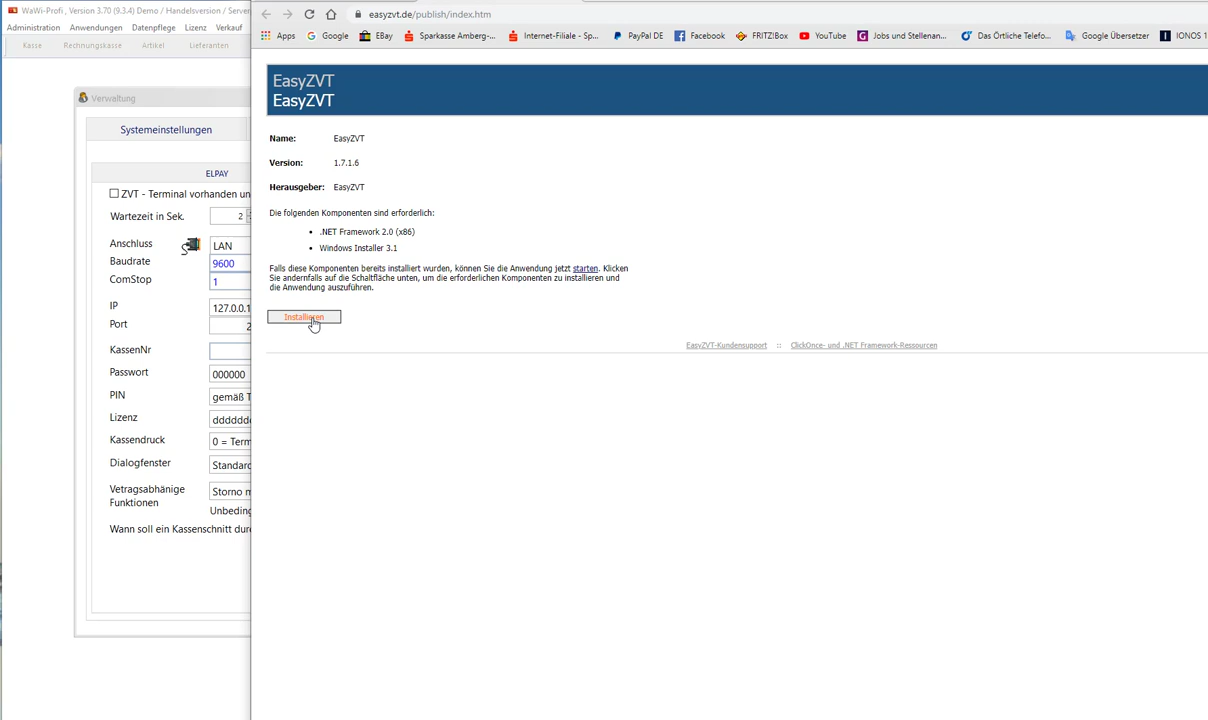 WaWi-Profi, Version 3.70 (9.3.4) Demo / Handelsversion / Server
Administration Anwendungen Datenpflege Lizenz Verkauf
Kasse Rechnungskasse Artikel Lieferanten
Verwaltung
Systemeinstellungen
ELPAY
ZVT - Terminal vorhanden un
Wartezeit in Sek. 2
Anschluss LAN
Baudrate 9600
ComStop 1
IP 127.0.0.1
Port 2
KassenNr
Passwort 000000
PIN gemäß T
Lizenz ddddddd
Kassendruck 0 = Term
Dialogfenster Standard
Vetragsabhänige Storno m
Funktionen
Unbeding
Wann soll ein Kassenschnitt dur
easyzvt.de/publish/index.htm
Apps Google EBay Sparkasse Amberg-... Internet-Filiale - Sp... PayPal DE Facebook FRITZ!Box YouTube Jobs und Stellenan... Das Örtliche Telefo... Google Übersetzer IONOS 1
EasyZVT
EasyZVT
Name: EasyZVT
Version: 1.7.1.6
Herausgeber: EasyZVT
Die folgenden Komponenten sind erforderlich:
• .NET Framework 2.0 (x86)
• Windows Installer 3.1
Falls diese Komponenten bereits installiert wurden, können Sie die Anwendung jetzt starten. Klicken
Sie andernfalls auf die Schaltfläche unten, um die erforderlichen Komponenten zu installieren und
die Anwendung auszuführen.
Installieren
EasyZVT-Kundensupport :: ClickOnce- und .NET Framework-Ressourcen